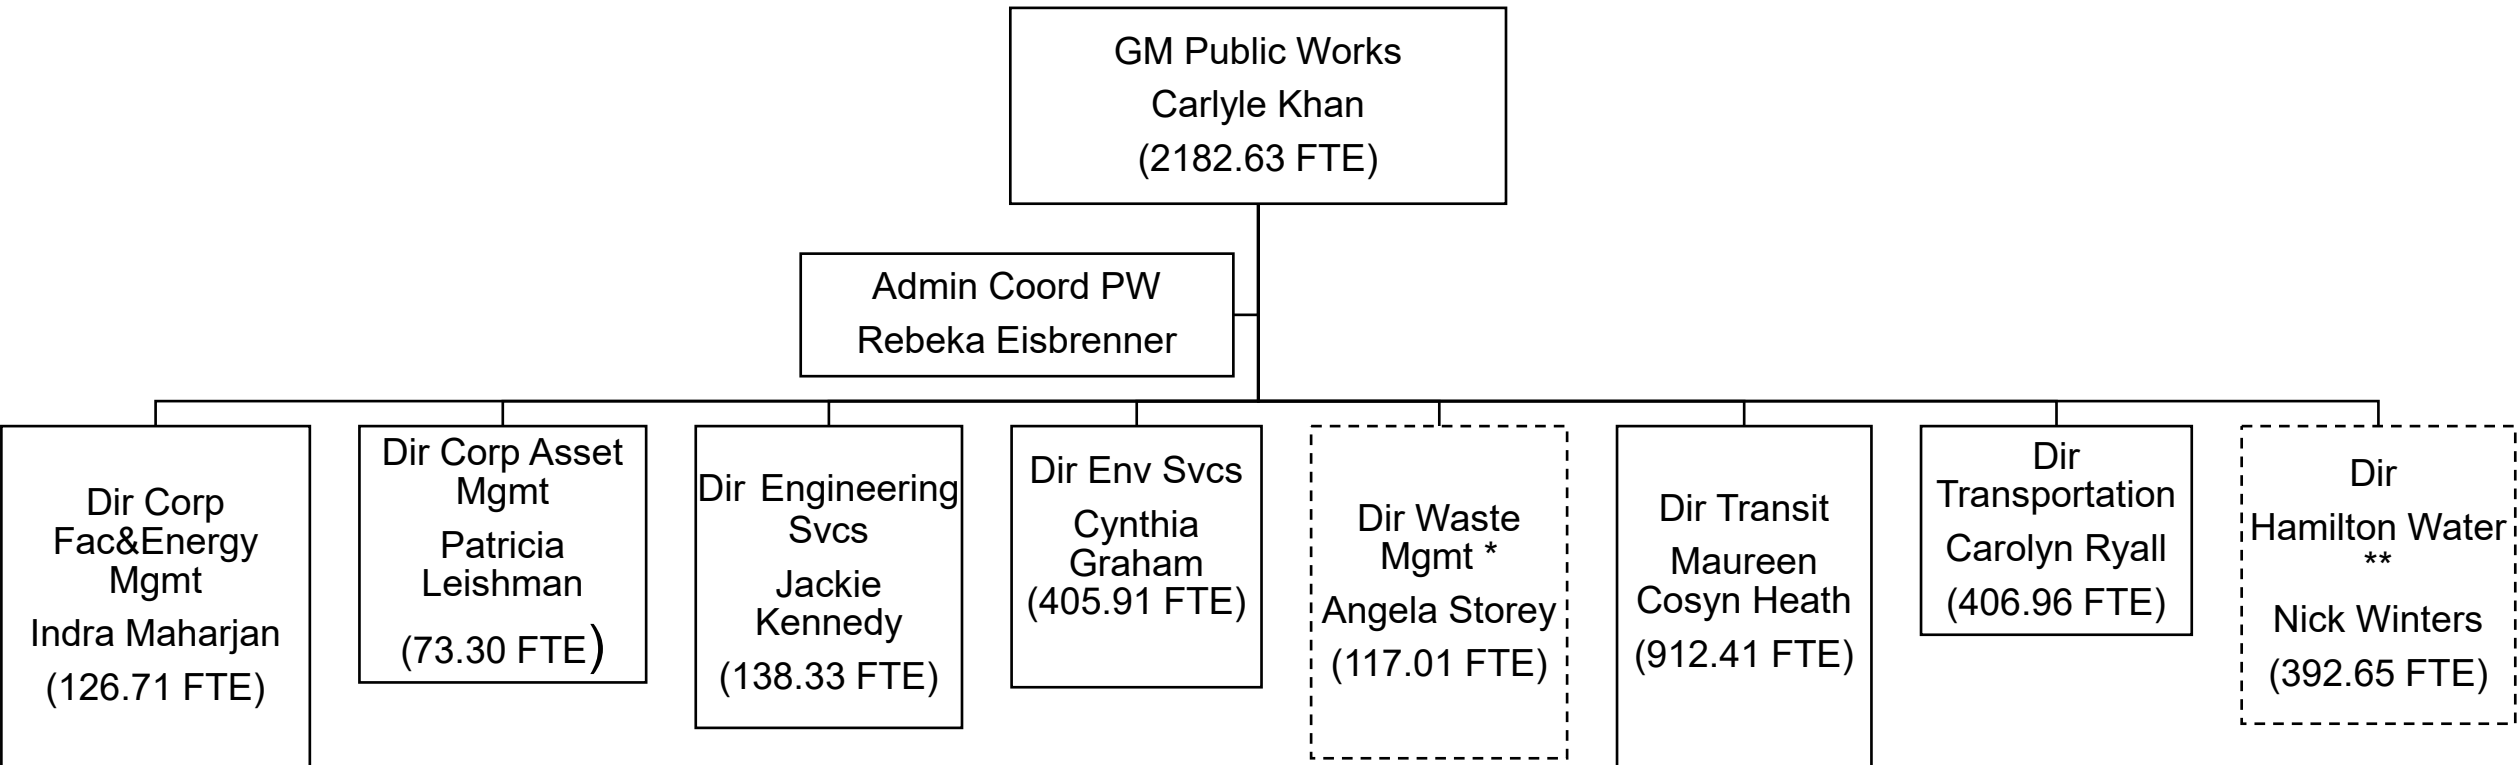 GM Public Works
Carlyle Khan
(2182.63 FTE)
Admin Coord PW
Rebeka Eisbrenner
Dir Corp
Fac&Energy
Mgmt
Indra Maharjan
(126.71 FTE)
Dir Corp Asset
Mgmt
Patricia
Leishman
(73.30 FTE)
Dir Engineering
Svcs
Jackie
Kennedy
(138.33 FTE)
Dir Env Svcs
Cynthia
Graham
(405.91 FTE)
Dir Waste
Mgmt *
Angela Storey
(117.01 FTE)
Dir Transit
Maureen
Cosyn Heath
(912.41 FTE)
Dir
Transportation
Carolyn Ryall
(406.96 FTE)
Dir
Hamilton Water
**
Nick Winters
(392.65 FTE)